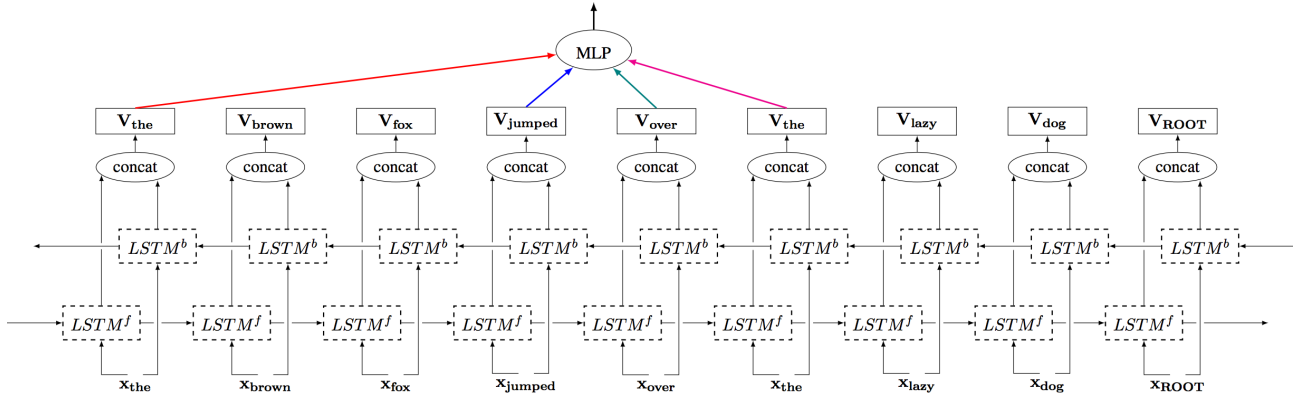 MLP
V_the V_brown V_fox V_jumped V_over V_the V_lazy V_dog V_ROOT
concat concat concat concat concat concat concat concat concat
LSTM^b LSTM^b LSTM^b LSTM^b LSTM^b LSTM^b LSTM^b LSTM^b LSTM^b
LSTM^f LSTM^f LSTM^f LSTM^f LSTM^f LSTM^f LSTM^f LSTM^f LSTM^f
x_the x_brown x_fox x_jumped x_over x_the x_lazy x_dog x_ROOT